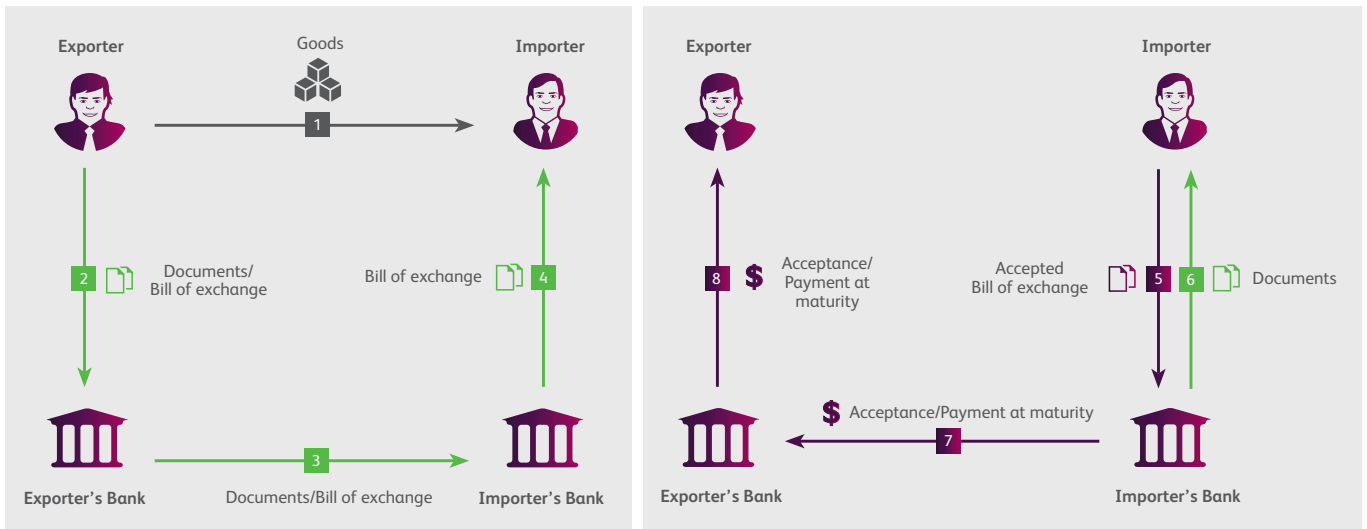 Exporter
Goods
Importer
1
2
Documents/
Bill of exchange
Bill of exchange
4
Exporter's Bank
3
Documents/Bill of exchange
Importer's Bank
Exporter
Importer
8
$
Acceptance/
Payment at
maturity
Accepted
Bill of exchange
5
6
Documents
$ Acceptance/Payment at maturity
7
Exporter's Bank
Importer's Bank